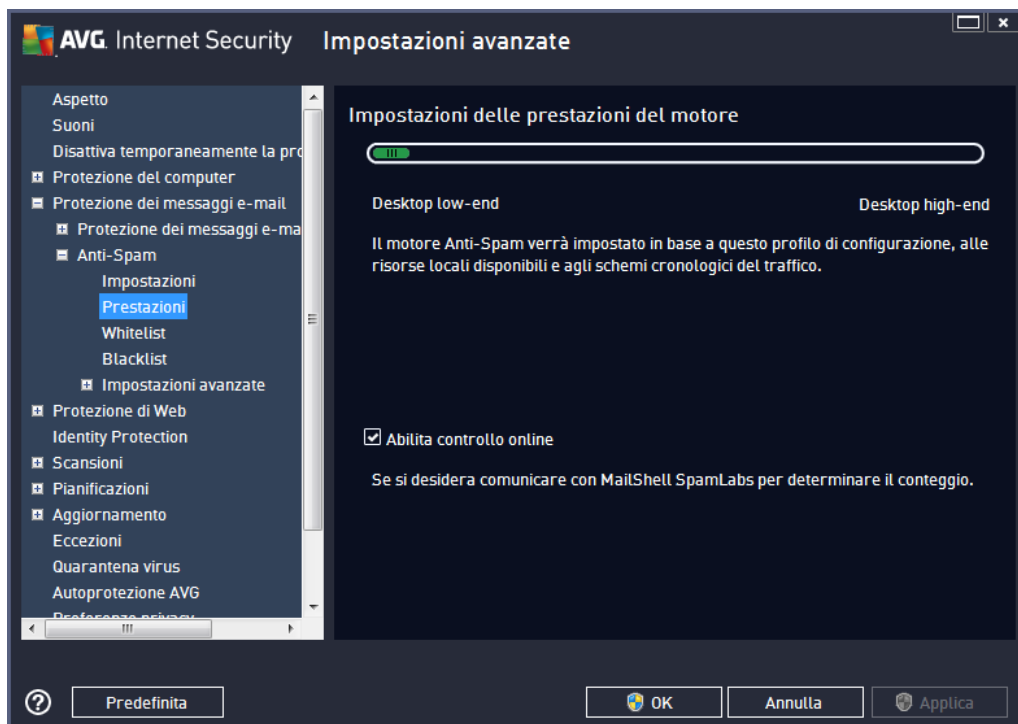 AVG. Internet Security Impostazioni avanzate
Aspetto
Suoni
Disattiva temporaneamente la pro
Protezione del computer
Protezione dei messaggi e-mail
Protezione dei messaggi e-ma
Anti-Spam
Impostazioni
Prestazioni
Whitelist
Blacklist
Impostazioni avanzate
Protezione di Web
Identity Protection
Scansioni
Pianificazioni
Aggiornamento
Eccezioni
Quarantena virus
Autoprotezione AVG
Preferenze privacy
Impostazioni delle prestazioni del motore
Desktop low-end
Desktop high-end
Il motore Anti-Spam verrà impostato in base a questo profilo di configurazione, alle
risorse locali disponibili e agli schemi cronologici del traffico.
Abilita controllo online
Se si desidera comunicare con MailShell SpamLabs per determinare il conteggio.
Predefinita
OK
Annulla
Applica